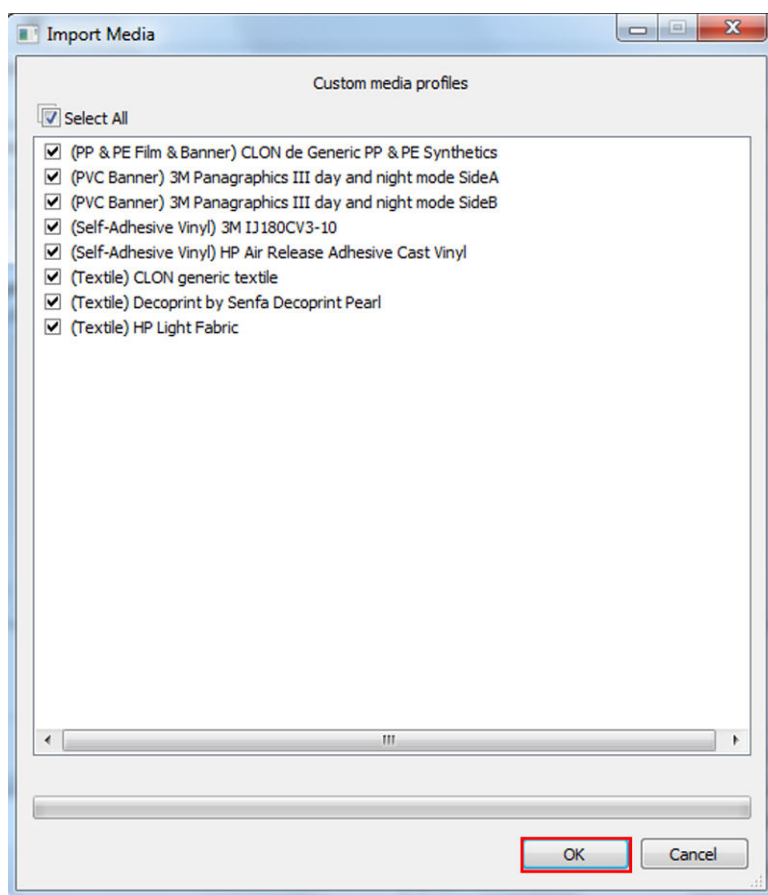 Import Media
Custom media profiles
Select All
(PP & PE Film & Banner) CLON de Generic PP & PE Synthetics
(PVC Banner) 3M Panagraphics III day and night mode SideA
(PVC Banner) 3M Panagraphics III day and night mode SideB
(Self-Adhesive Vinyl) 3M IJ180CV3-10
(Self-Adhesive Vinyl) HP Air Release Adhesive Cast Vinyl
(Textile) CLON generic textile
(Textile) Decoprint by Senfa Decoprint Pearl
(Textile) HP Light Fabric
OK Cancel